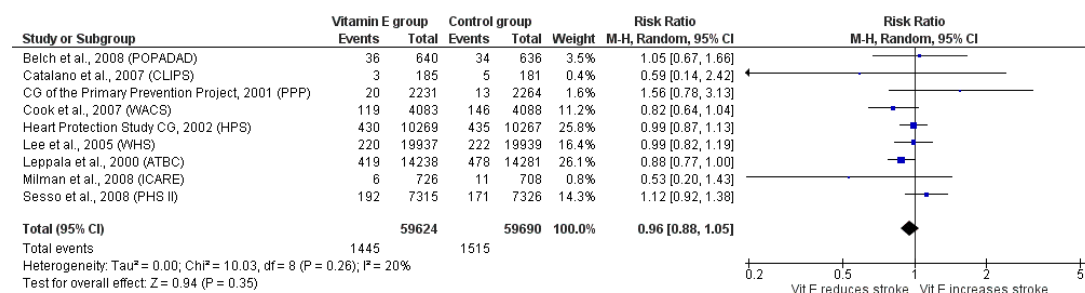 Vitamin E group Control group Risk Ratio Risk Ratio
Study or Subgroup Events Total Events Total Weight M-H, Random, 95% CI M-H, Random, 95% CI
Belch et al., 2008 (POPADAD) 36 640 34 636 3.5% 1.05 [0.67, 1.66]
Catalano et al., 2007 (CLIPS) 3 185 5 181 0.4% 0.59 [0.14, 2.42]
CG of the Primary Prevention Project, 2001 (PPP) 20 2231 13 2264 1.6% 1.56 [0.78, 3.13]
Cook et al., 2007 (WACS) 119 4083 146 4088 11.2% 0.82 [0.64, 1.04]
Heart Protection Study CG, 2002 (HPS) 430 10269 435 10267 25.8% 0.99 [0.87, 1.13]
Lee et al., 2005 (WHS) 220 19937 222 19939 16.4% 0.99 [0.82, 1.19]
Leppala et al., 2000 (ATBC) 419 14238 478 14281 26.1% 0.88 [0.77, 1.00]
Milman et al., 2008 (ICARE) 6 726 11 708 0.8% 0.53 [0.20, 1.43]
Sesso et al., 2008 (PHS II) 192 7315 171 7326 14.3% 1.12 [0.92, 1.38]
Total (95% CI) 59624 59690 100.0% 0.96 [0.88, 1.05]
Total events 1445 1515
Heterogeneity: Tau² = 0.00; Chi² = 10.03, df = 8 (P = 0.26); I² = 20%
Test for overall effect: Z = 0.94 (P = 0.35)
0.2 0.5 1 2 5
Vit E reduces stroke Vit E increases stroke